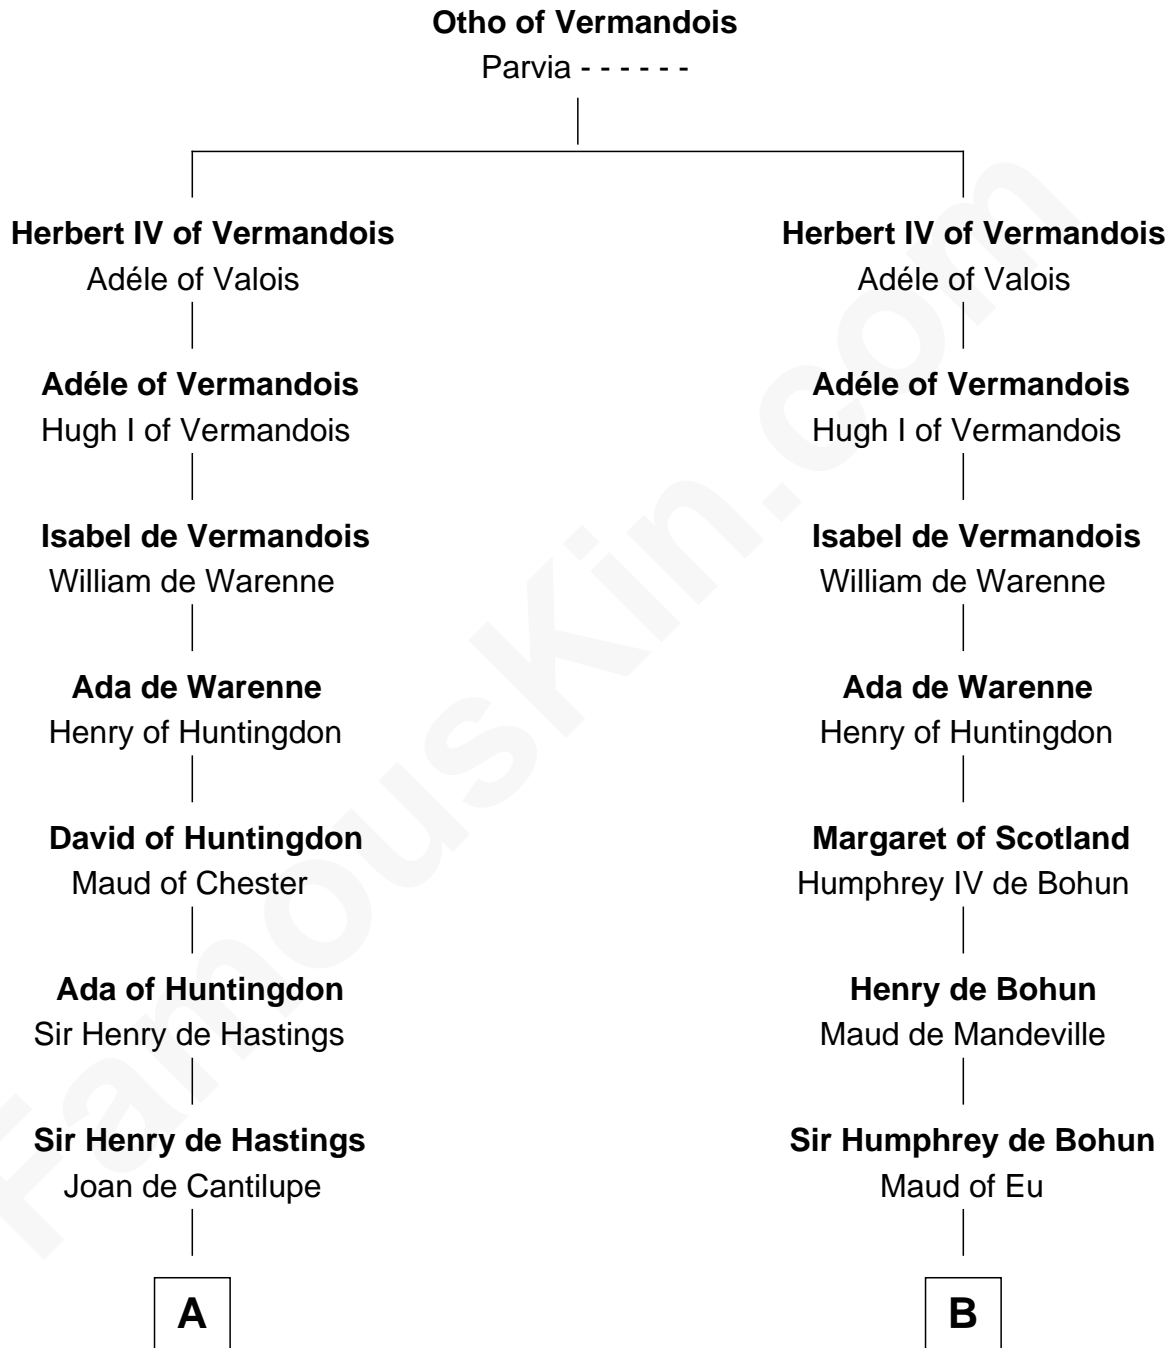 Otho of Vermandois
Parvia - - - - - -
Herbert IV of Vermandois
Adéle of Valois
Adéle of Vermandois
Hugh I of Vermandois
Isabel de Vermandois
William de Warenne
Ada de Warenne
Henry of Huntingdon
David of Huntingdon
Maud of Chester
Ada of Huntingdon
Sir Henry de Hastings
Sir Henry de Hastings
Joan de Cantilupe
A
Herbert IV of Vermandois
Adéle of Valois
Adéle of Vermandois
Hugh I of Vermandois
Isabel de Vermandois
William de Warenne
Ada de Warenne
Henry of Huntingdon
Margaret of Scotland
Humphrey IV de Bohun
Henry de Bohun
Maud de Mandeville
Sir Humphrey de Bohun
Maud of Eu
B
FamousKin.com